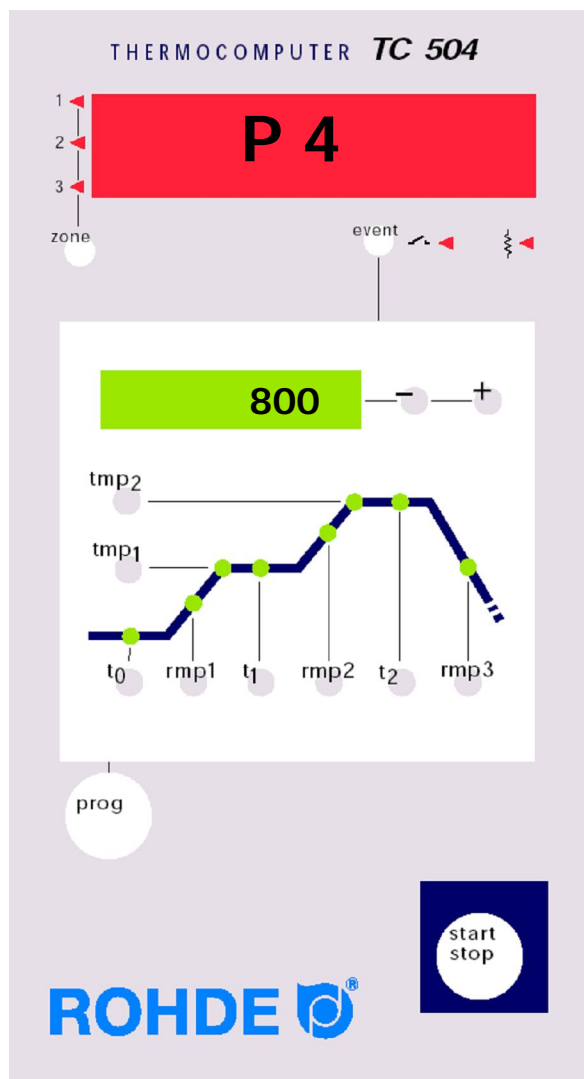 THERMOCOMPUTER TC 504
1
P 4
2
3
zone
event
800
- +
tmp2
tmp1
t0 rmp1 t1 rmp2 t2 rmp3
prog
start
stop
ROHDE ®